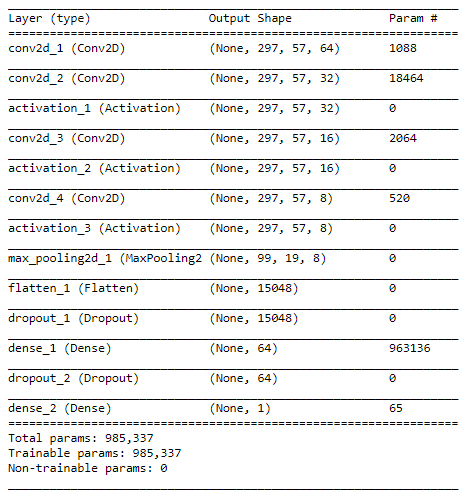 Layer (type) Output Shape Param #
conv2d_1 (Conv2D) (None, 297, 57, 64) 1088
conv2d_2 (Conv2D) (None, 297, 57, 32) 18464
activation_1 (Activation) (None, 297, 57, 32) 0
conv2d_3 (Conv2D) (None, 297, 57, 16) 2064
activation_2 (Activation) (None, 297, 57, 16) 0
conv2d_4 (Conv2D) (None, 297, 57, 8) 520
activation_3 (Activation) (None, 297, 57, 8) 0
max_pooling2d_1 (MaxPooling2 (None, 99, 19, 8) 0
flatten_1 (Flatten) (None, 15048) 0
dropout_1 (Dropout) (None, 15048) 0
dense_1 (Dense) (None, 64) 963136
dropout_2 (Dropout) (None, 64) 0
dense_2 (Dense) (None, 1) 65
Total params: 985,337
Trainable params: 985,337
Non-trainable params: 0